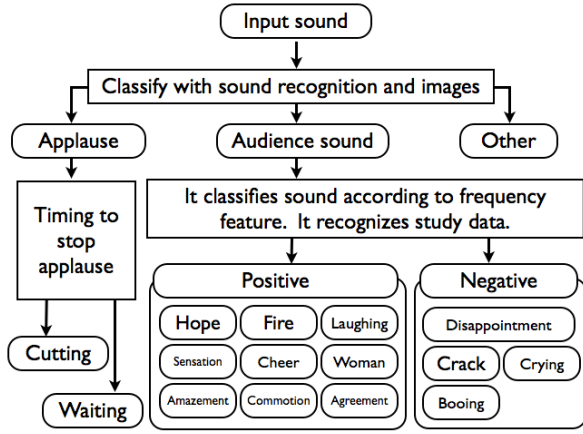 Input sound
Classify with sound recognition and images
Applause
Audience sound
Other
Timing to
stop
applause
It classifies sound according to frequency
feature. It recognizes study data.
Positive
Negative
Hope
Fire
Laughing
Disappointment
Sensation
Cheer
Woman
Crack
Crying
Amazement
Commotion
Agreement
Booing
Cutting
Waiting